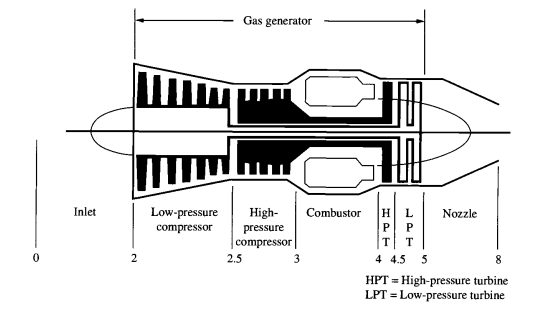 Gas generator
Inlet
Low-pressure
compressor
High-
pressure
compressor
Combustor
H
P
T
L
P
T
Nozzle
0
2
2.5
3
4
4.5
5
8
HPT = High-pressure turbine
LPT = Low-pressure turbine